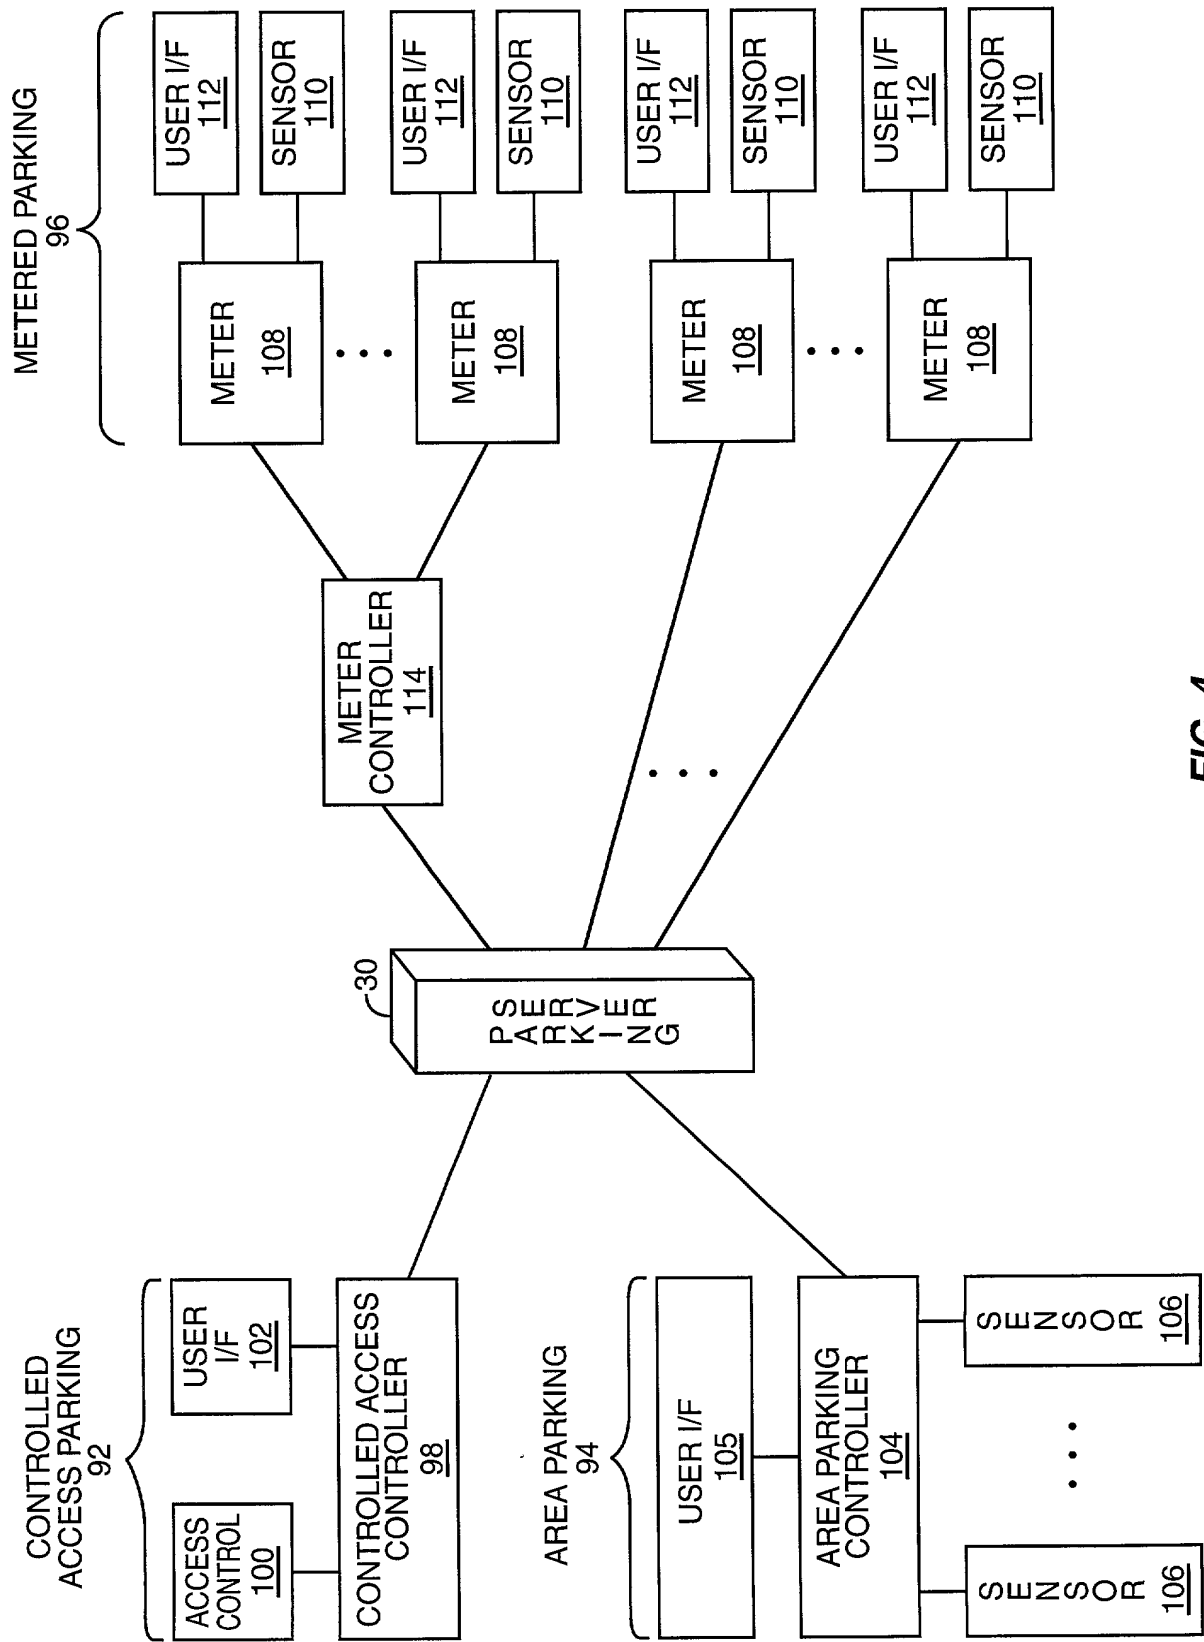 CONTROLLED
ACCESS PARKING
92
ACCESS
CONTROL
100
USER
I/F
102
CONTROLLED ACCESS
CONTROLLER
98
AREA PARKING
94
USER I/F
105
AREA PARKING
CONTROLLER
104
SENSOR
106
SENSOR
106
30
PARKING
SERVER
METER
CONTROLLER
114
METERED PARKING
96
METER
108
USER I/F
112
SENSOR
110
METER
108
USER I/F
112
SENSOR
110
METER
108
USER I/F
112
SENSOR
110
METER
108
USER I/F
112
SENSOR
110
FIG. 4